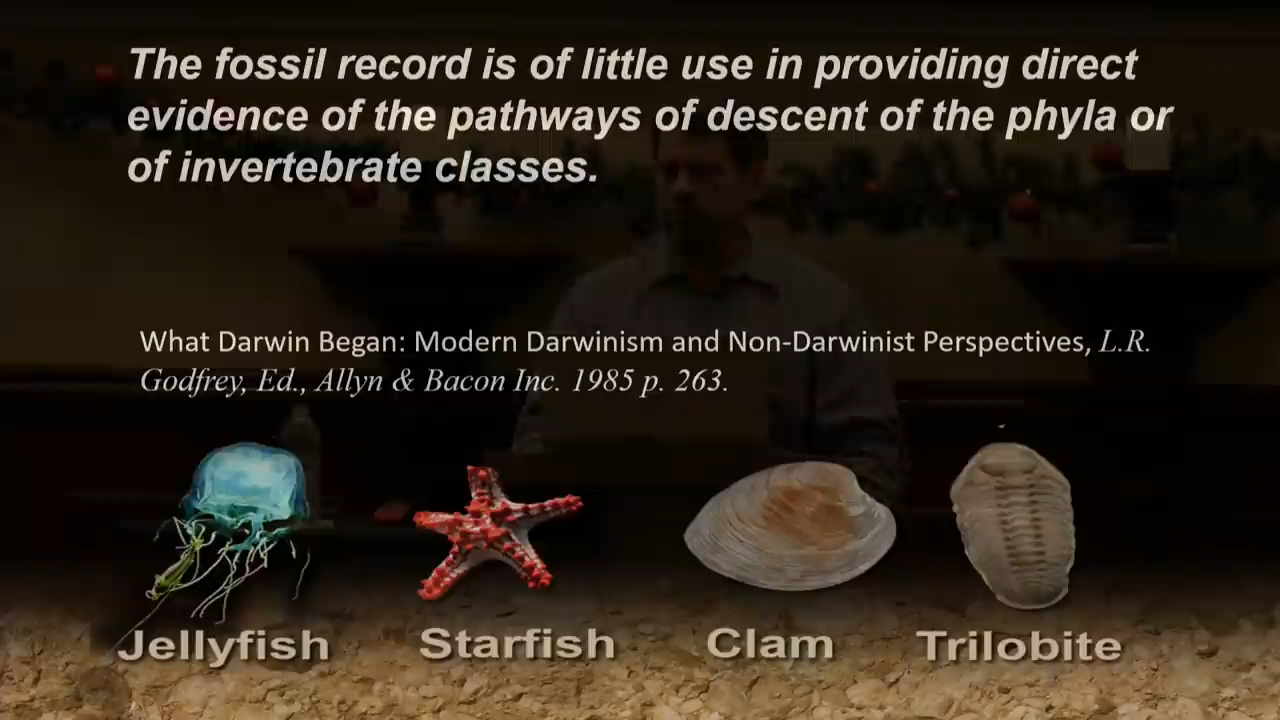 The fossil record is of little use in providing direct
evidence of the pathways of descent of the phyla or
of invertebrate classes.
What Darwin Began: Modern Darwinism and Non-Darwinist Perspectives, L.R.
Godfrey, Ed., Allyn & Bacon Inc. 1985 p. 263.
Jellyfish Starfish Clam Trilobite